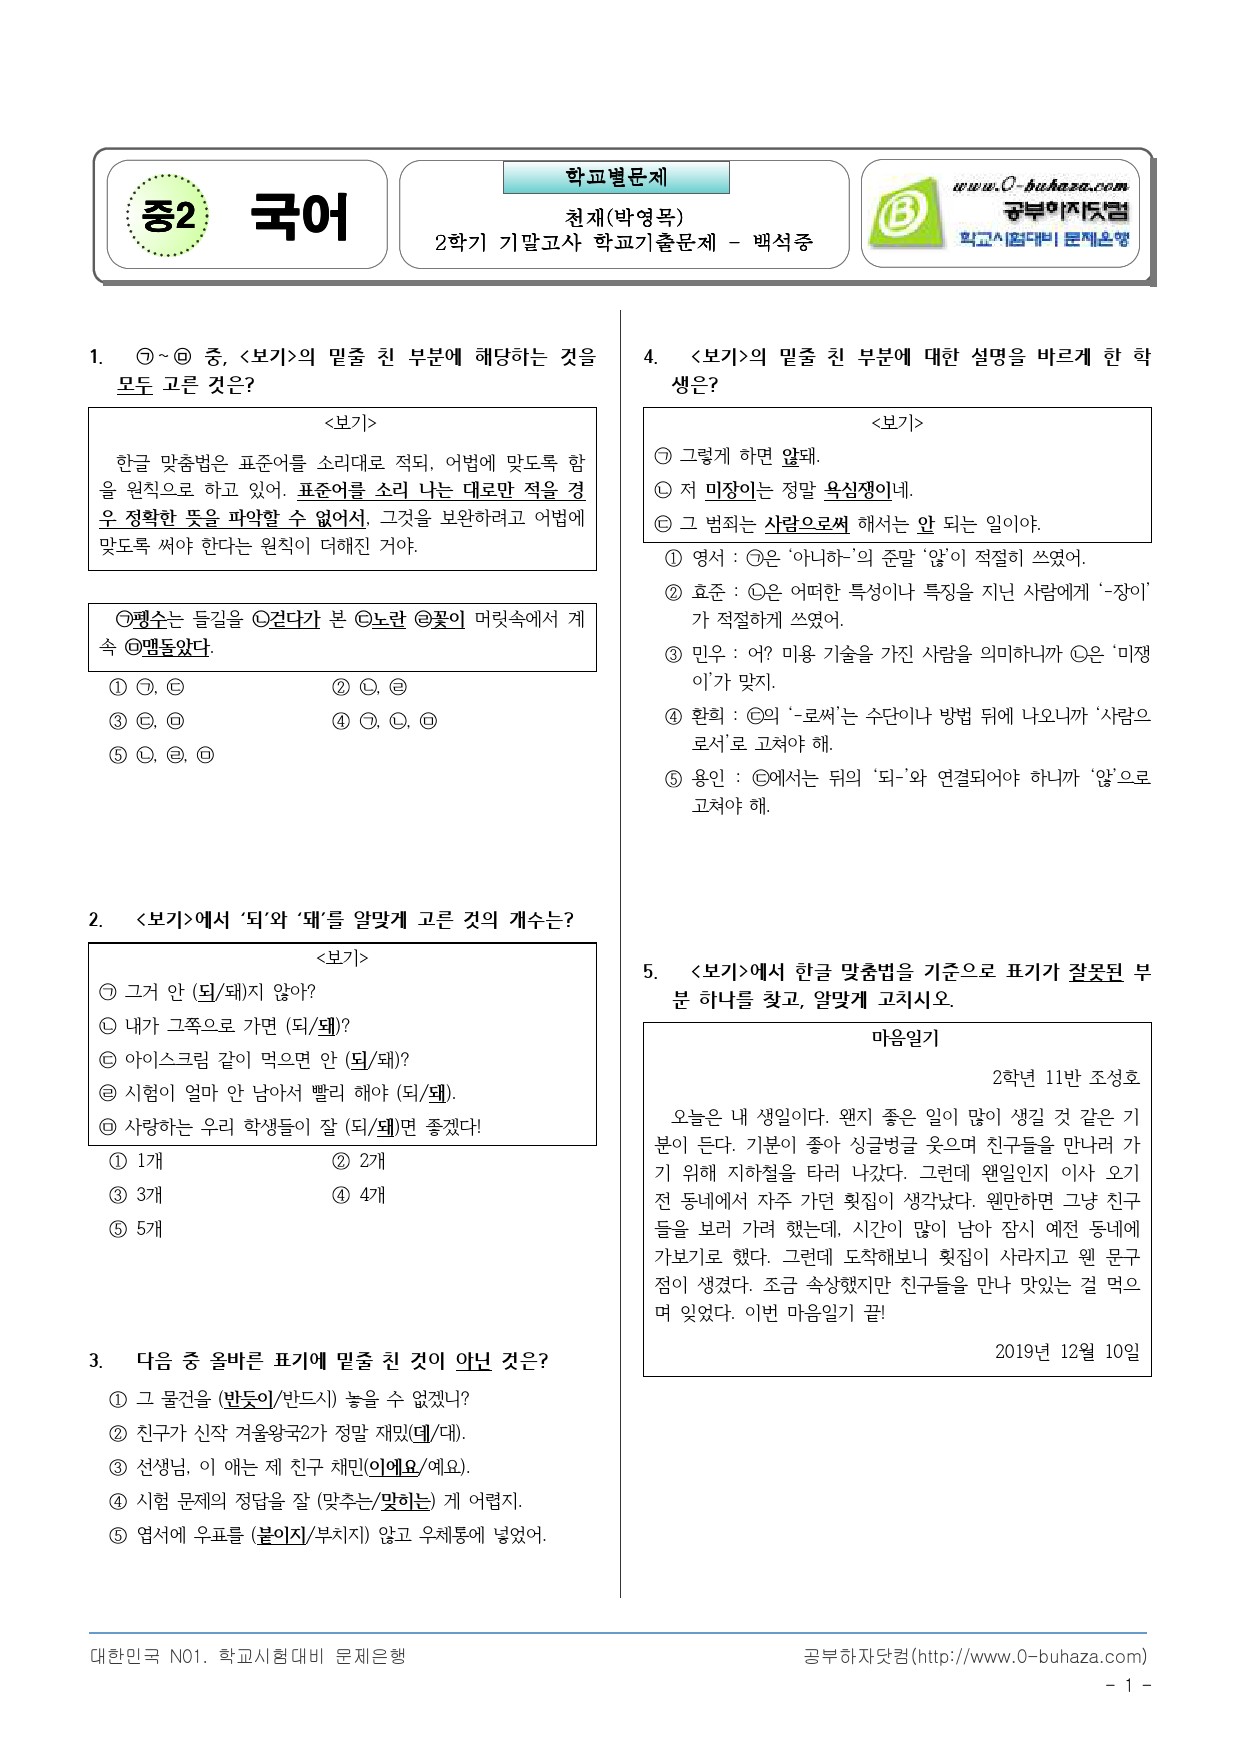 중2 국어
학교별문제
천재(박영목)
2학기 기말고사 학교기출문제 - 백석중
www.0-buhaza.com
공부하자닷컴
학교시험대비 문제은행
1. ㉠~㉤ 중, <보기>의 밑줄 친 부분에 해당하는 것을
모두 고른 것은?
<보기>
한글 맞춤법은 표준어를 소리대로 적되, 어법에 맞도록 함
을 원칙으로 하고 있어. 표준어를 소리 나는 대로만 적을 경
우 정확한 뜻을 파악할 수 없어서, 그것을 보완하려고 어법에
맞도록 써야 한다는 원칙이 더해진 거야.
㉠펭수는 들길을 ㉡걷다가 본 ㉢노란 ㉣꽃이 머릿속에서 계
속 ㉤맴돌았다.
① ㉠, ㉢ ② ㉡, ㉣
③ ㉢, ㉤ ④ ㉠, ㉡, ㉤
⑤ ㉡, ㉣, ㉤
2. <보기>에서 ‘되’와 ‘돼’를 알맞게 고른 것의 개수는?
<보기>
㉠ 그거 안 (되/돼)지 않아?
㉡ 내가 그쪽으로 가면 (되/돼)?
㉢ 아이스크림 같이 먹으면 안 (되/돼)?
㉣ 시험이 얼마 안 남아서 빨리 해야 (되/돼).
㉤ 사랑하는 우리 학생들이 잘 (되/돼)면 좋겠다!
① 1개 ② 2개
③ 3개 ④ 4개
⑤ 5개
3. 다음 중 올바른 표기에 밑줄 친 것이 아닌 것은?
① 그 물건을 (반듯이/반드시) 놓을 수 없겠니?
② 친구가 신작 겨울왕국2가 정말 재밌(데/대).
③ 선생님, 이 애는 제 친구 채민(이에요/예요).
④ 시험 문제의 정답을 잘 (맞추는/맞히는) 게 어렵지.
⑤ 엽서에 우표를 (붙이지/부치지) 않고 우체통에 넣었어.
4. <보기>의 밑줄 친 부분에 대한 설명을 바르게 한 학
생은?
<보기>
㉠ 그렇게 하면 않돼.
㉡ 저 미장이는 정말 욕심쟁이네.
㉢ 그 범죄는 사람으로써 해서는 안 되는 일이야.
① 영서 : ㉠은 ‘아니하-’의 준말 ‘않’이 적절히 쓰였어.
② 효준 : ㉡은 어떠한 특성이나 특징을 지닌 사람에게 ‘-장이’
가 적절하게 쓰였어.
③ 민우 : 어? 미용 기술을 가진 사람을 의미하니까 ㉡은 ‘미쟁
이’가 맞지.
④ 환희 : ㉢의 ‘-로써’는 수단이나 방법 뒤에 나오니까 ‘사람으
로서’로 고쳐야 해.
⑤ 용인 : ㉢에서는 뒤의 ‘되-’와 연결되어야 하니까 ‘않’으로
고쳐야 해.
5. <보기>에서 한글 맞춤법을 기준으로 표기가 잘못된 부
분 하나를 찾고, 알맞게 고치시오.
마음일기
2학년 11반 조성호
오늘은 내 생일이다. 왠지 좋은 일이 많이 생길 것 같은 기
분이 든다. 기분이 좋아 싱글벙글 웃으며 친구들을 만나러 가
기 위해 지하철을 타러 나갔다. 그런데 왠일인지 이사 오기
전 동네에서 자주 가던 횟집이 생각났다. 웬만하면 그냥 친구
들을 보러 가려 했는데, 시간이 많이 남아 잠시 예전 동네에
가보기로 했다. 그런데 도착해보니 횟집이 사라지고 웬 문구
점이 생겼다. 조금 속상했지만 친구들을 만나 맛있는 걸 먹으
며 잊었다. 이번 마음일기 끝!
2019년 12월 10일
대한민국 N01. 학교시험대비 문제은행 공부하자닷컴(http://www.0-buhaza.com)
- 1 -